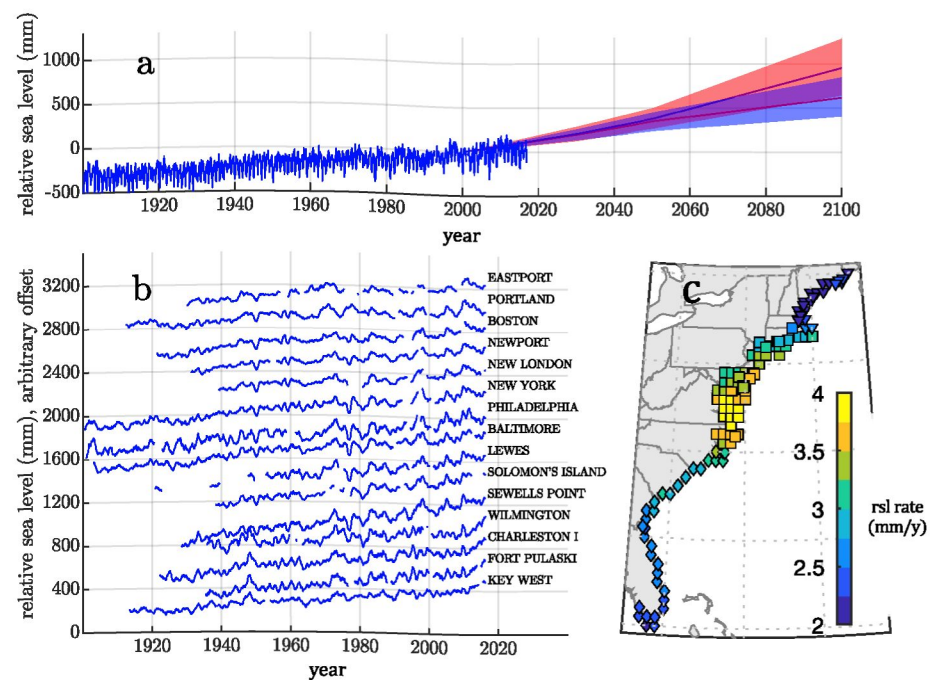 a
relative sea level (mm)
1000
500
0
-500
1920 1940 1960 1980 2000 2020 2040 2060 2080 2100
year
b
relative sea level (mm), arbitrary offset
3200
2800
2400
2000
1600
1200
800
400
0
EASTPORT
PORTLAND
BOSTON
NEWPORT
NEW LONDON
NEW YORK
PHILADELPHIA
BALTIMORE
LEWES
SOLOMON'S ISLAND
SEWELLS POINT
WILMINGTON
CHARLESTON I
FORT PULASKI
KEY WEST
1920 1940 1960 1980 2000 2020
year
c
4
3.5
3
2.5
2
rsl rate
(mm/y)